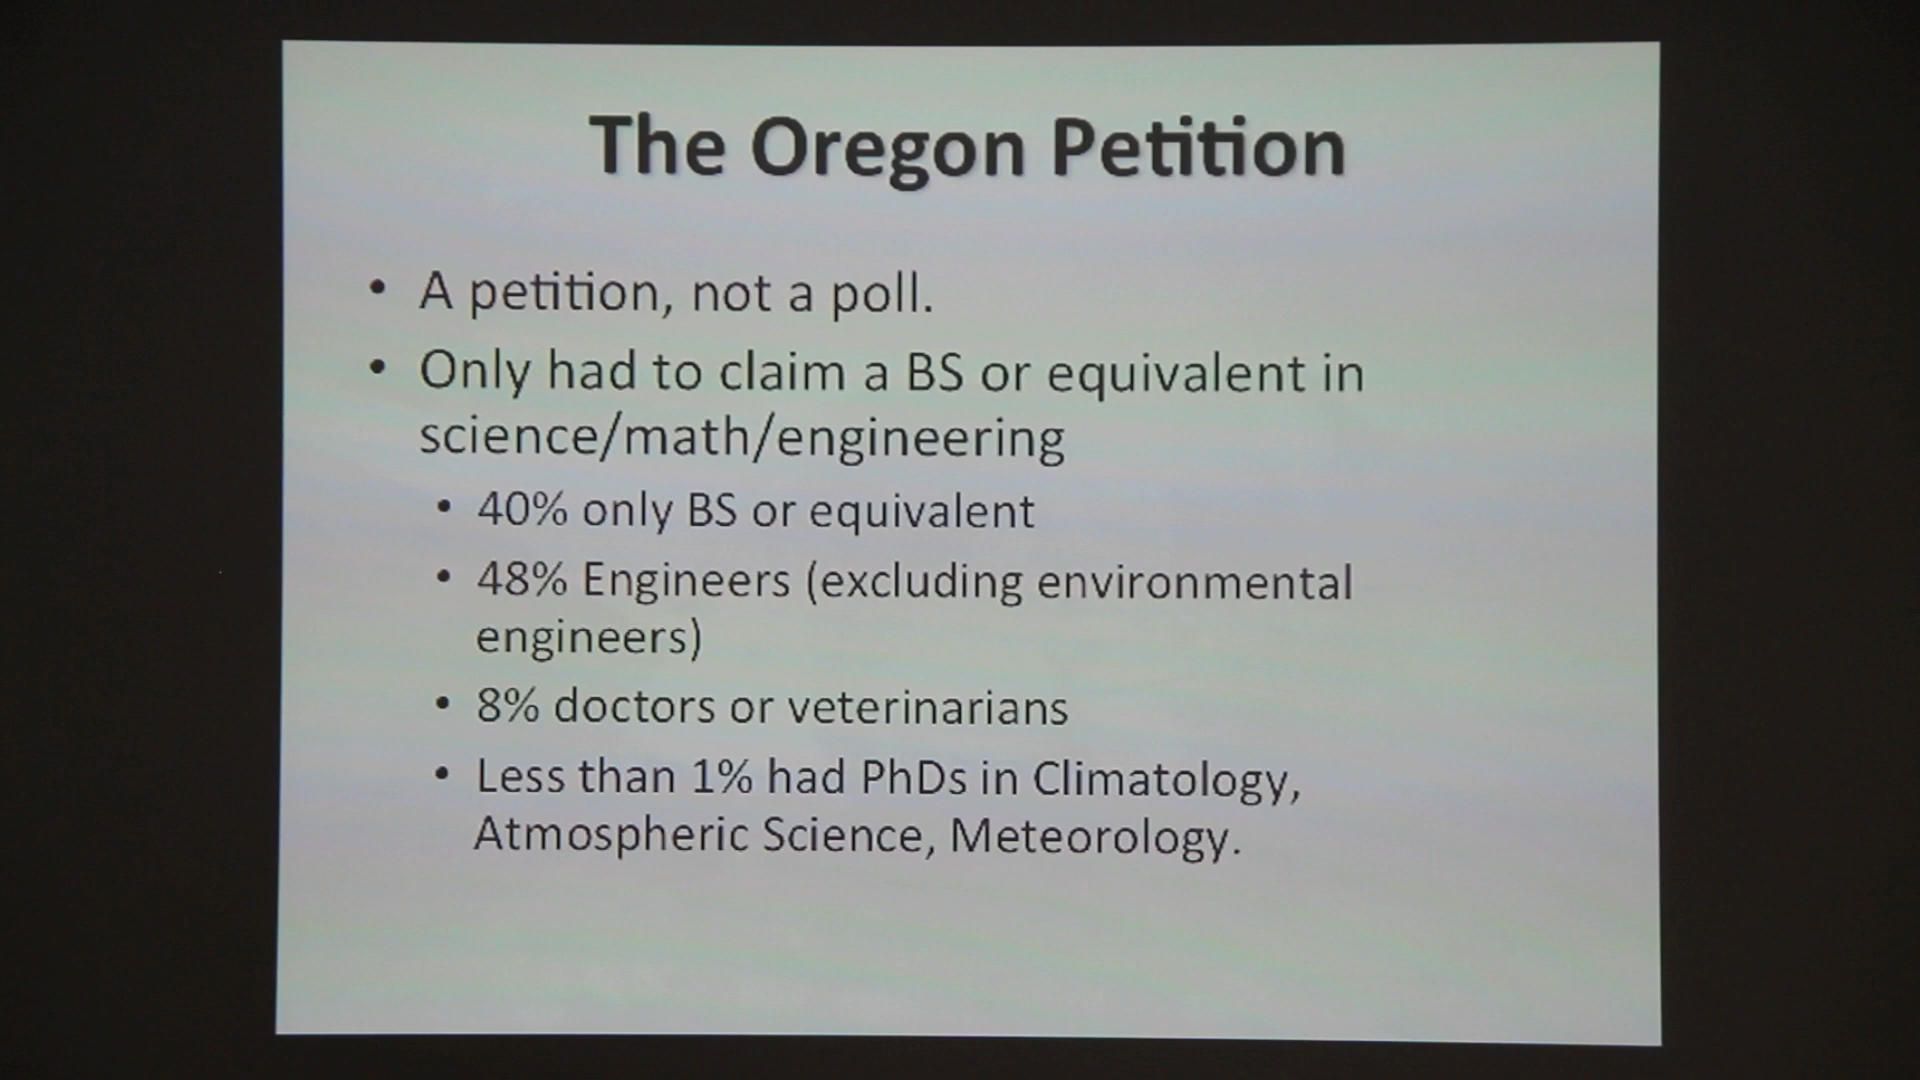 The Oregon Petition
• A petition, not a poll.
• Only had to claim a BS or equivalent in
science/math/engineering
• 40% only BS or equivalent
• 48% Engineers (excluding environmental
engineers)
• 8% doctors or veterinarians
• Less than 1% had PhDs in Climatology,
Atmospheric Science, Meteorology.